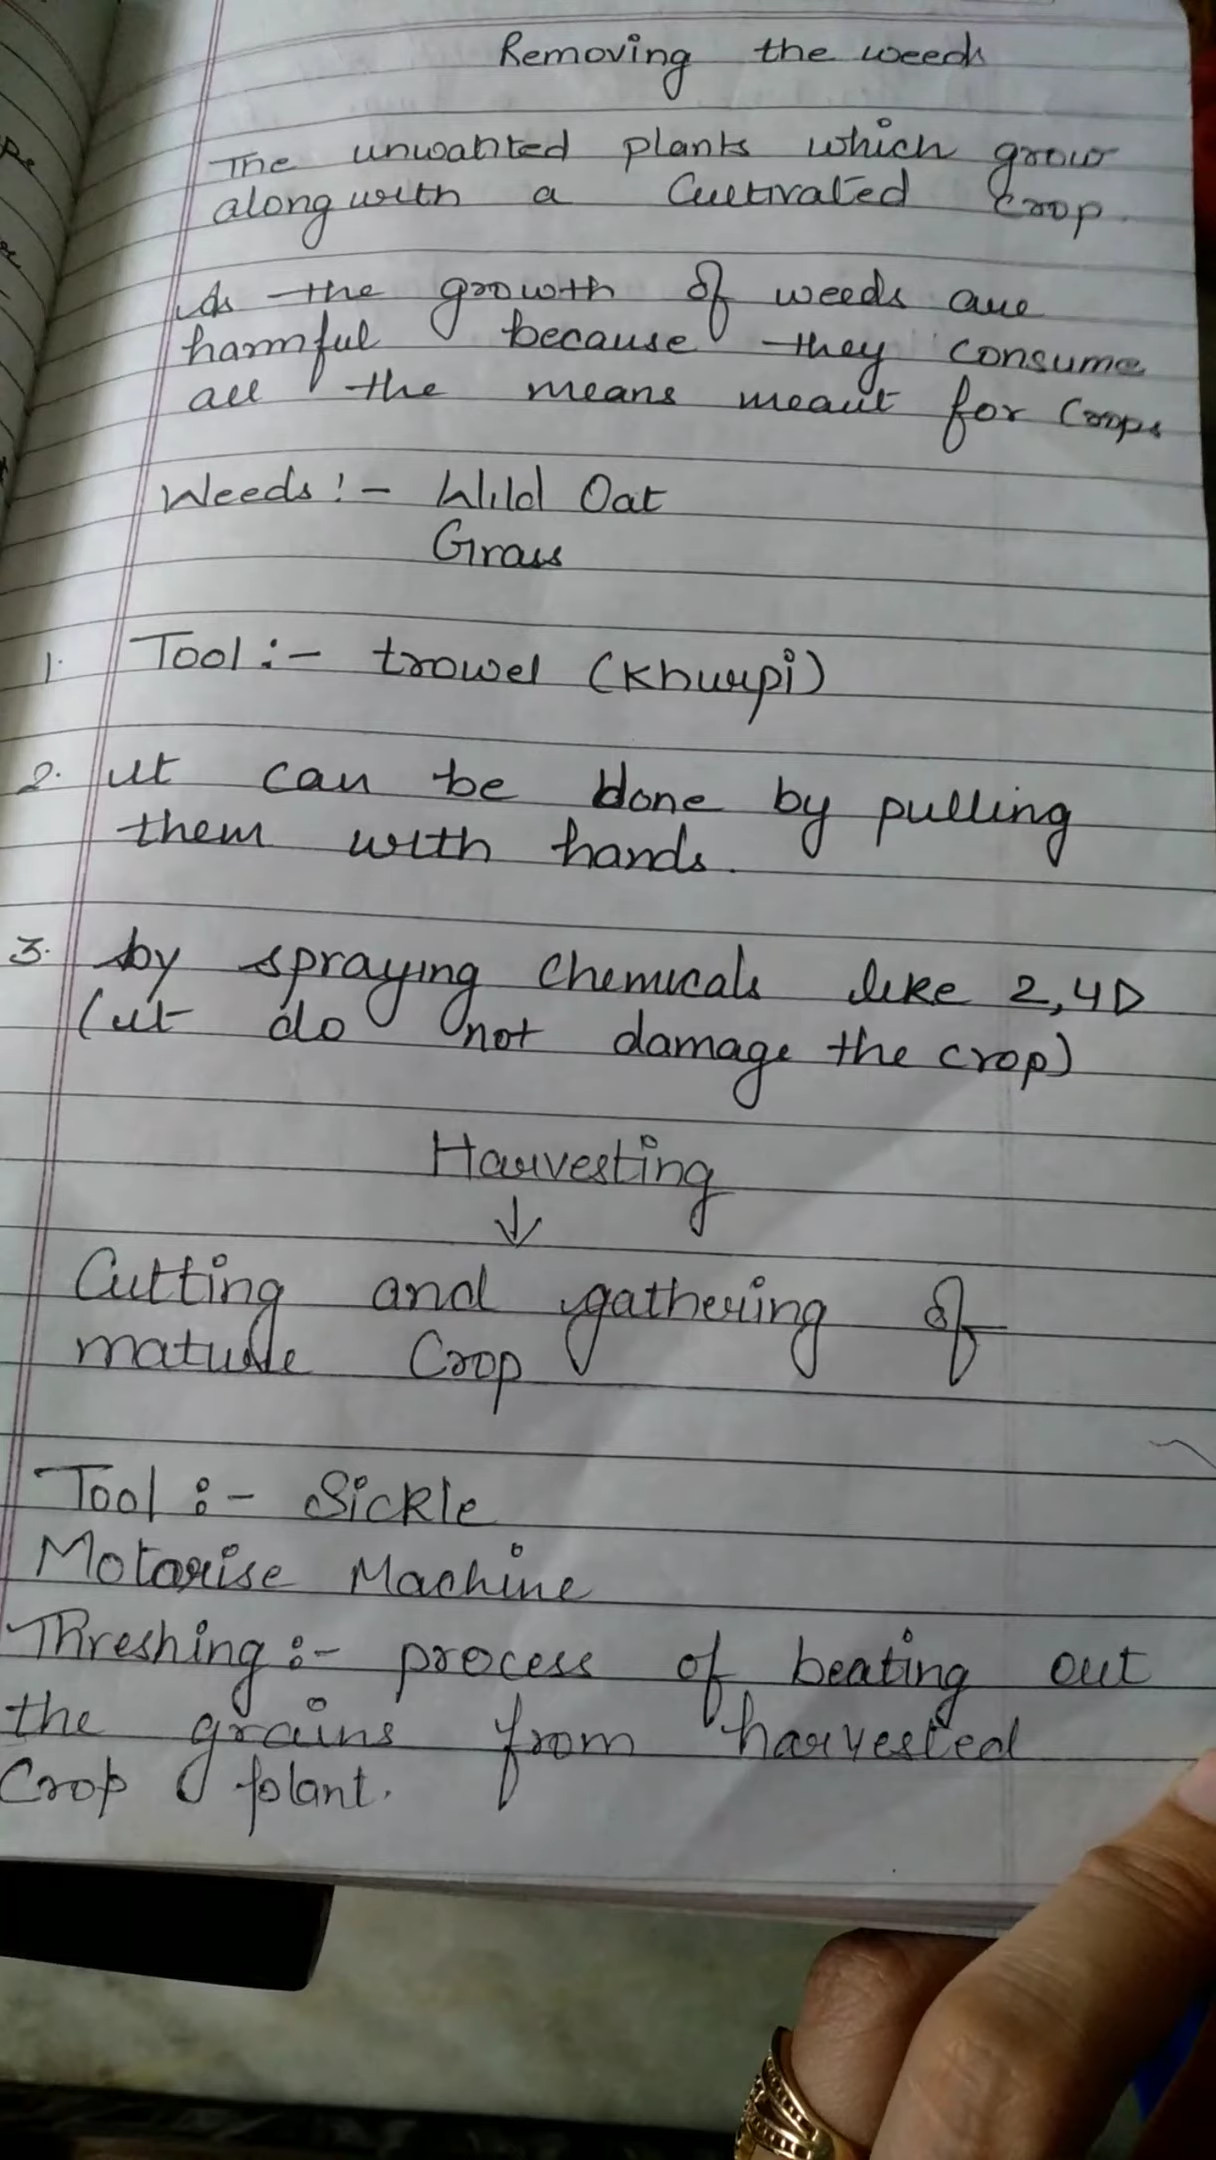 Removing the weeds
The unwanted plants which grow
along with a Cultivated Crop
As the growth of weeds are
harmful because they consume
all the means meant for Crops
Weeds :- Wild Oat
Grass
1. Tool :- trowel (Khurpi)
2. it can be done by pulling
them with hands.
3. by spraying chemicals like 2,4D
(it do not damage the crop)
Harvesting
↓
Cutting and gathering of
mature Crop
Tool :- Sickle
Motorise Machine
Threshing :- process of beating out
the grains from harvested
Crop plant.